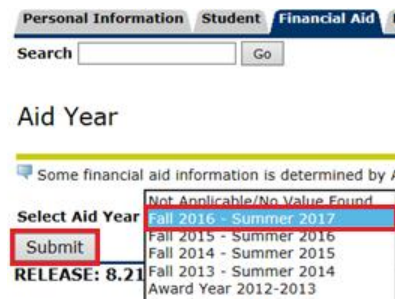 Personal Information Student Financial Aid
Search Go
Aid Year
Some financial aid information is determined by
Not Applicable/No Value Found
Select Aid Year Fall 2016 - Summer 2017
Fall 2015 - Summer 2016
Submit Fall 2014 - Summer 2015
RELEASE: 8.21 Fall 2013 - Summer 2014
Award Year 2012-2013